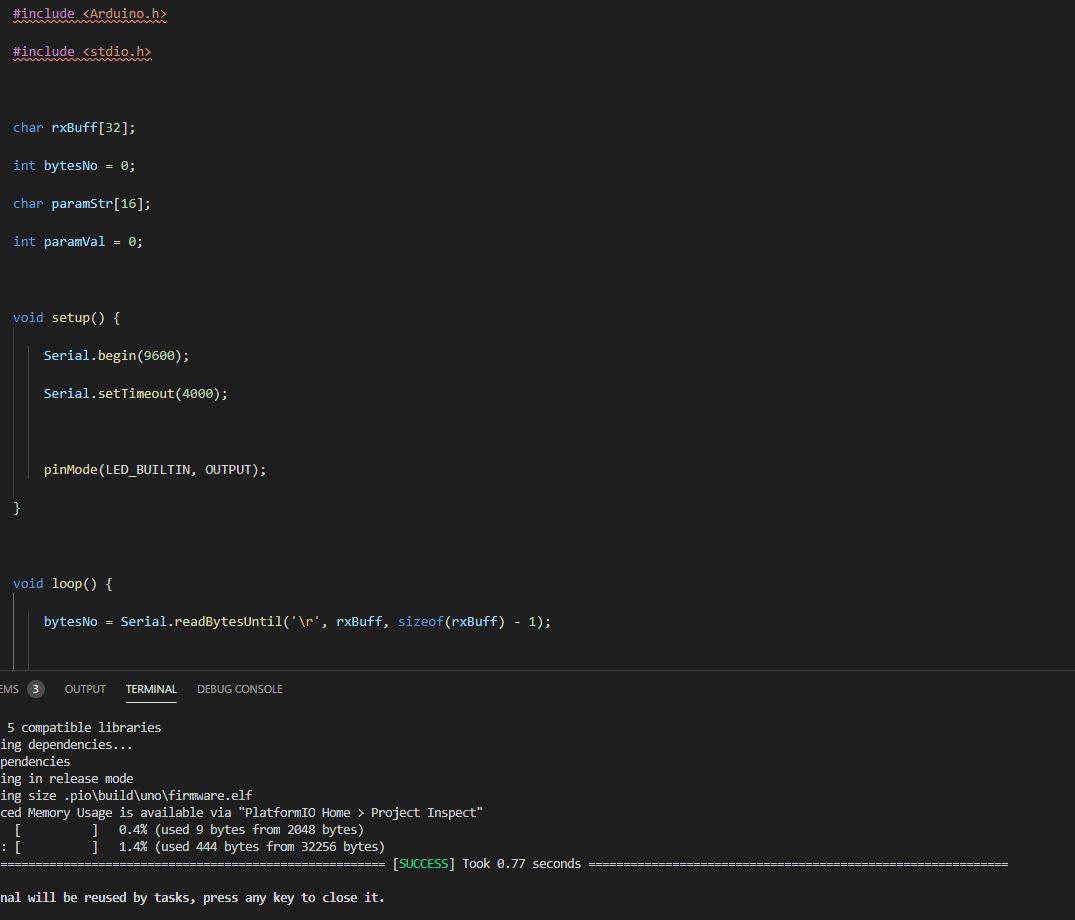 #include <Arduino.h>
#include <stdio.h>
char rxBuff[32];
int bytesNo = 0;
char paramStr[16];
int paramVal = 0;
void setup() {
Serial.begin(9600);
Serial.setTimeout(4000);
pinMode(LED_BUILTIN, OUTPUT);
}
void loop() {
bytesNo = Serial.readBytesUntil('\r', rxBuff, sizeof(rxBuff) - 1);
EMS 3 OUTPUT TERMINAL DEBUG CONSOLE
5 compatible libraries
ing dependencies...
pendencies
ing in release mode
ing size .pio\build\uno\firmware.elf
ced Memory Usage is available via "PlatformIO Home > Project Inspect"
[          ]   0.4% (used 9 bytes from 2048 bytes)
: [          ]   1.4% (used 444 bytes from 32256 bytes)
======================================================= [SUCCESS] Took 0.77 seconds ============================================================
nal will be reused by tasks, press any key to close it.